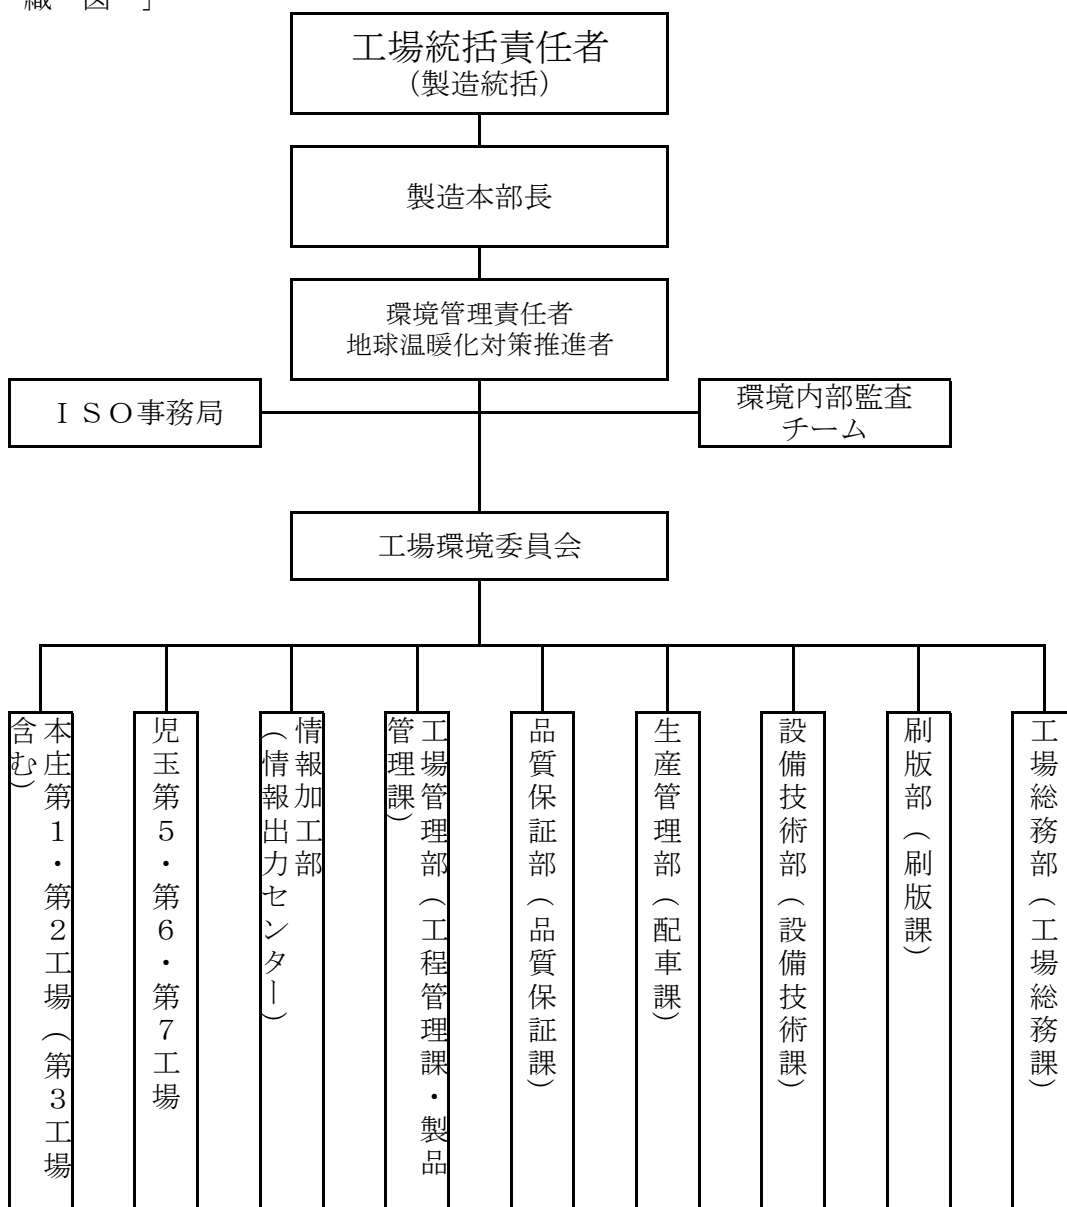 織 図 」
工場統括責任者
（製造統括）
製造本部長
環境管理責任者
地球温暖化対策推進者
ＩＳＯ事務局
環境内部監査
チーム
工場環境委員会
本庄第１・第２工場（第３工場
含む）
児玉第５・第６・第７工場
情報加工部
（情報出力センター）
工場管理部（工程管理課・製品
管理課）
品質保証部（品質保証課）
生産管理部（配車課）
設備技術部（設備技術課）
刷版部（刷版課）
工場総務部（工場総務課）